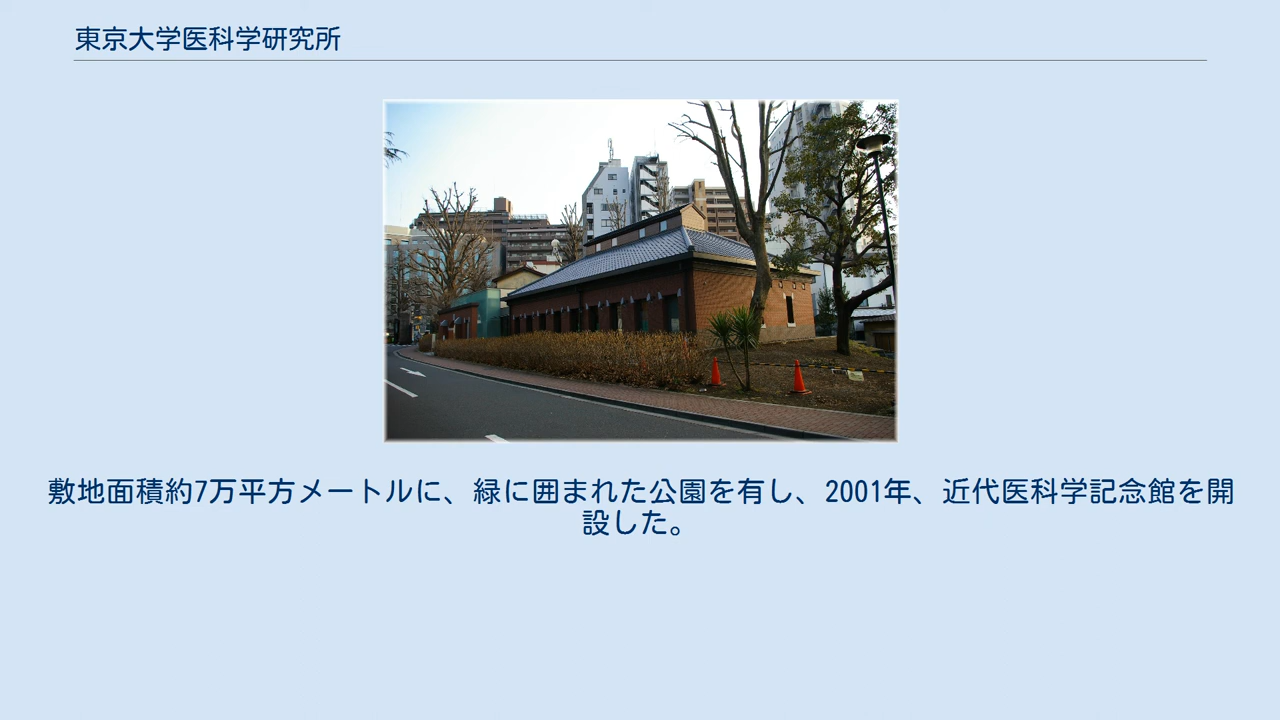 東京大学医科学研究所
敷地面積約7万平方メートルに、緑に囲まれた公園を有し、2001年、近代医科学記念館を開
設した。